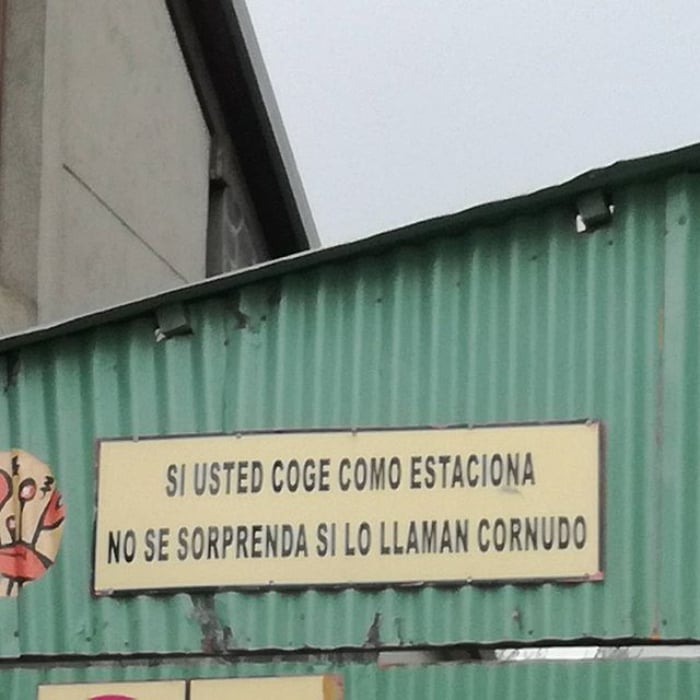 SI USTED COGE COMO ESTACIONA
NO SE SORPRENDA SI LO LLAMAN CORNUDO